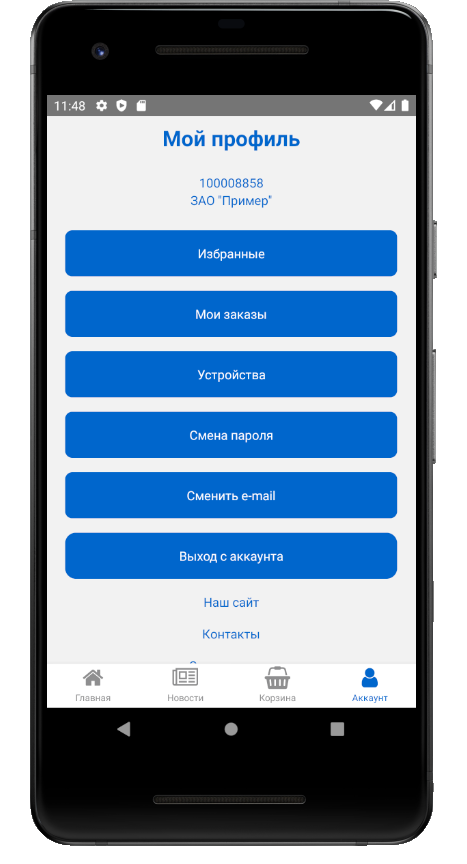 11:48
Мой профиль
100008858
ЗАО "Пример"
Избранные
Мои заказы
Устройства
Смена пароля
Сменить e-mail
Выход с аккаунта
Наш сайт
Контакты
Главная
Новости
Корзина
Аккаунт